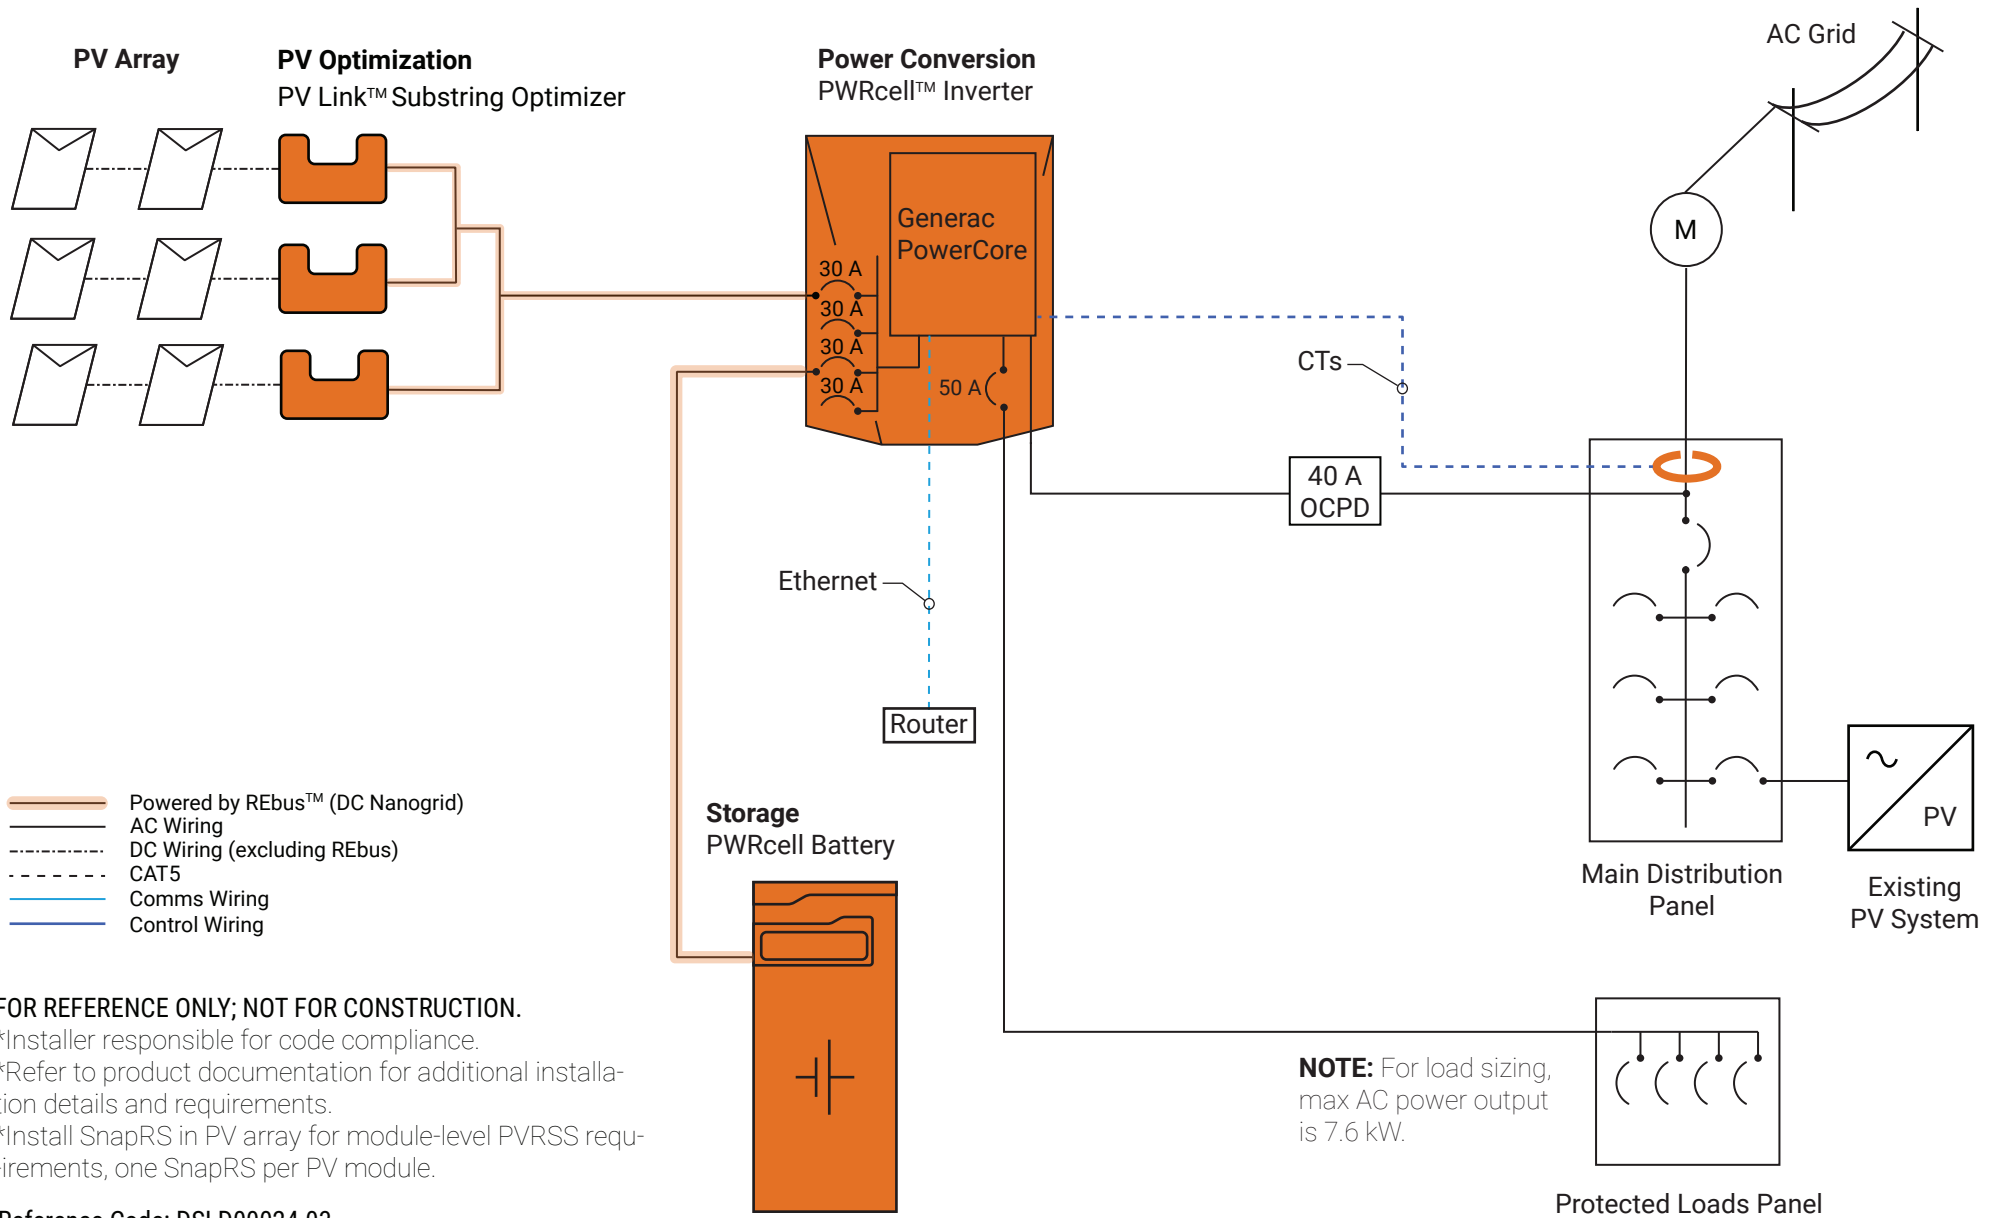 PV Array
PV Optimization
PV Link™ Substring Optimizer
Power Conversion
PWRcell™ Inverter
AC Grid
M
Generac
PowerCore
30 A
30 A
30 A
30 A
50 A
CTs
40 A
OCPD
Ethernet
Router
Powered by REbus™ (DC Nanogrid)
AC Wiring
DC Wiring (excluding REbus)
CAT5
Comms Wiring
Control Wiring
Storage
PWRcell Battery
PV
Main Distribution
Panel
Existing
PV System
FOR REFERENCE ONLY; NOT FOR CONSTRUCTION.
*Installer responsible for code compliance.
*Refer to product documentation for additional installa-
tion details and requirements.
*Install SnapRS in PV array for module-level PVRSS requ-
irements, one SnapRS per PV module.
NOTE: For load sizing,
max AC power output
is 7.6 kW.
Protected Loads Panel
Reference Code: